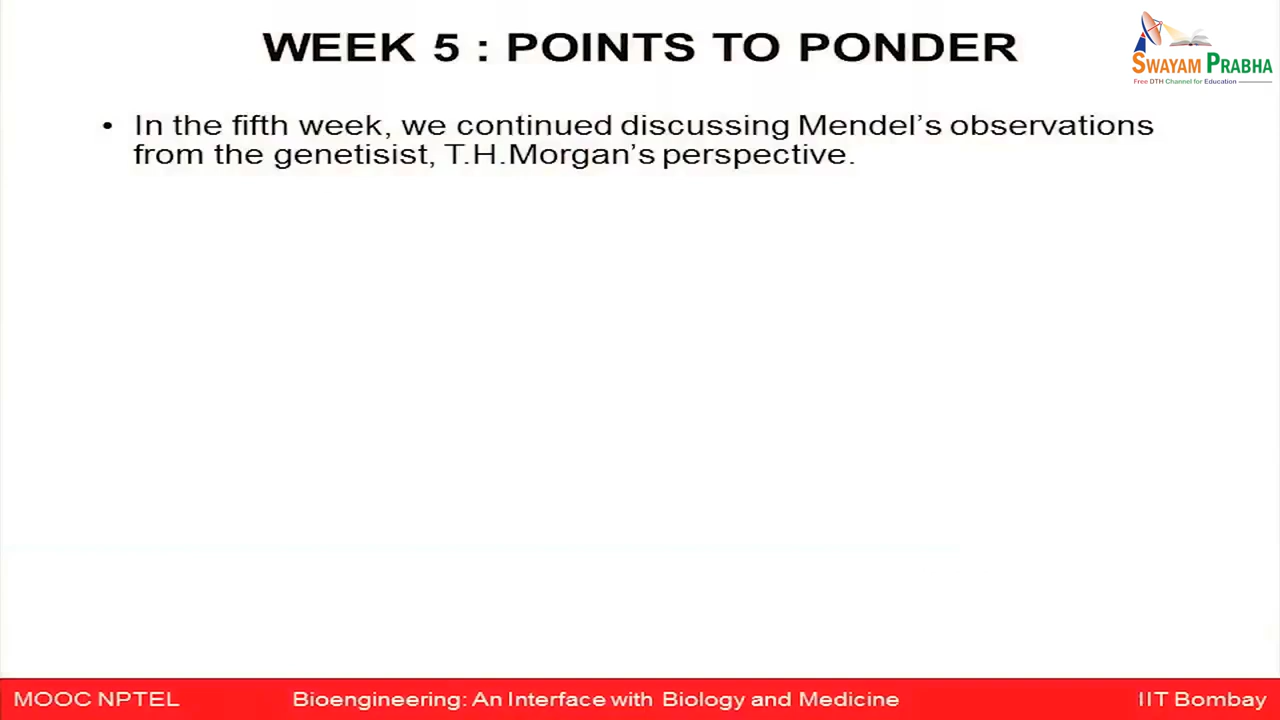 WEEK 5 : POINTS TO PONDER
SWAYAM PRABHA
Free DTH Channel for Education
• In the fifth week, we continued discussing Mendel's observations
from the genetisist, T.H.Morgan's perspective.
MOOC NPTEL Bioengineering: An Interface with Biology and Medicine IIT Bombay